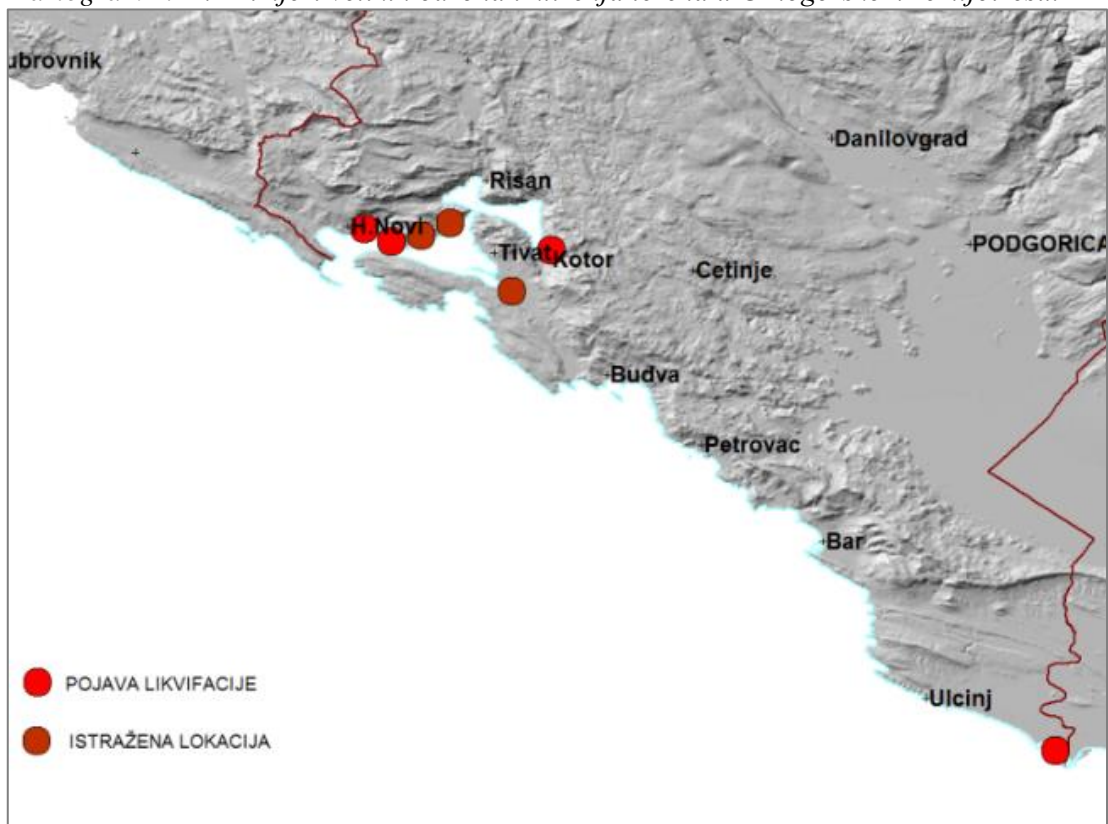 ubrovnik
Danilovgrad
Risan
H.Novi
PODGORICA
Tivat
Kotor
Cetinje
Budva
Petrovac
Bar
POJAVA LIKVIFACIJE
Ulcinj
ISTRAŽENA LOKACIJA